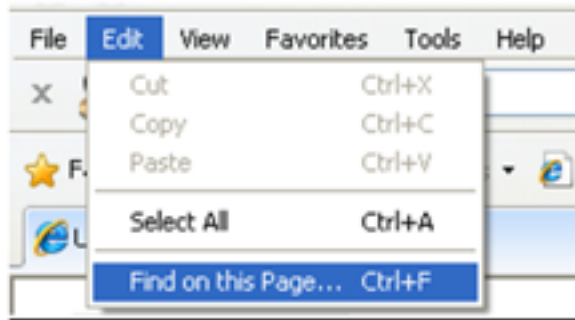 File Edit View Favorites Tools Help
Cut Ctrl+X
Copy Ctrl+C
F Paste Ctrl+V
Select All Ctrl+A
Find on this Page... Ctrl+F